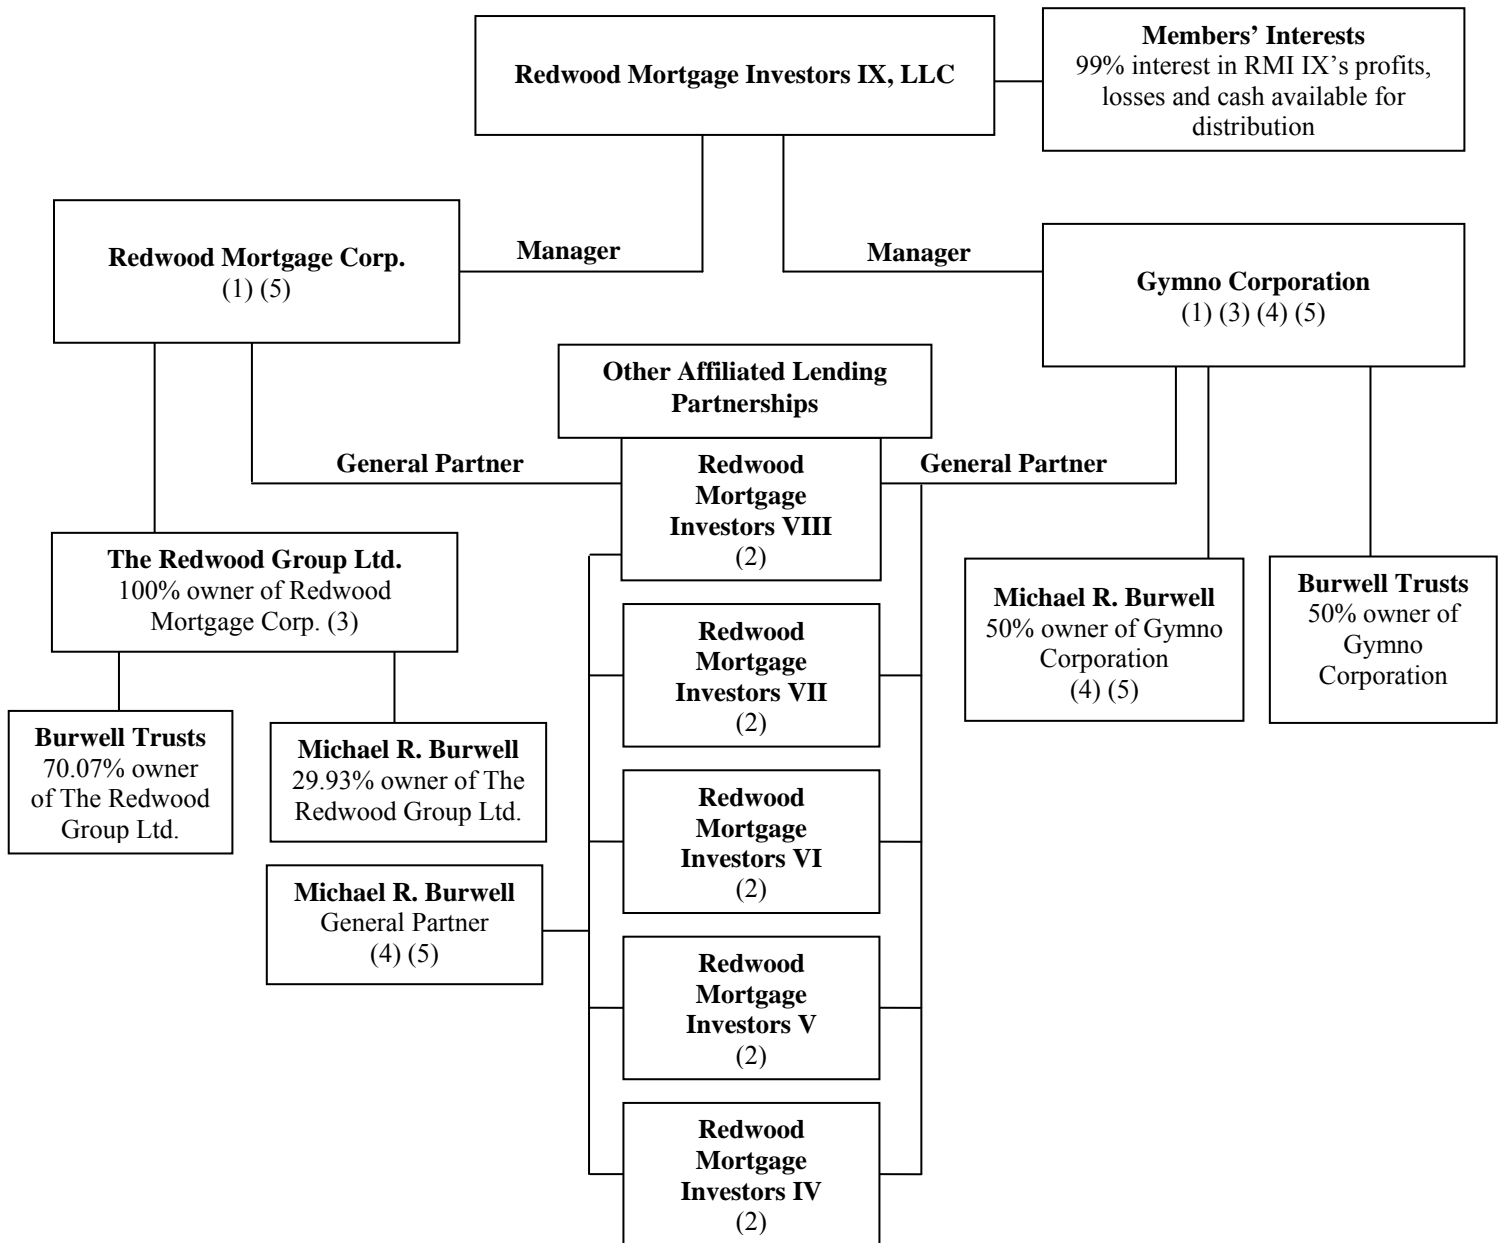 Redwood Mortgage Investors IX, LLC
Members’ Interests
99% interest in RMI IX’s profits,
losses and cash available for
distribution
Redwood Mortgage Corp.
(1) (5)
Manager
Manager
Gymno Corporation
(1) (3) (4) (5)
Other Affiliated Lending
Partnerships
General Partner
Redwood
Mortgage
Investors VIII
(2)
General Partner
The Redwood Group Ltd.
100% owner of Redwood
Mortgage Corp. (3)
Michael R. Burwell
50% owner of Gymno
Corporation
(4) (5)
Burwell Trusts
50% owner of
Gymno
Corporation
Redwood
Mortgage
Investors VII
(2)
Burwell Trusts
70.07% owner
of The Redwood
Group Ltd.
Michael R. Burwell
29.93% owner of The
Redwood Group Ltd.
Redwood
Mortgage
Investors VI
(2)
Michael R. Burwell
General Partner
(4) (5)
Redwood
Mortgage
Investors V
(2)
Redwood
Mortgage
Investors IV
(2)